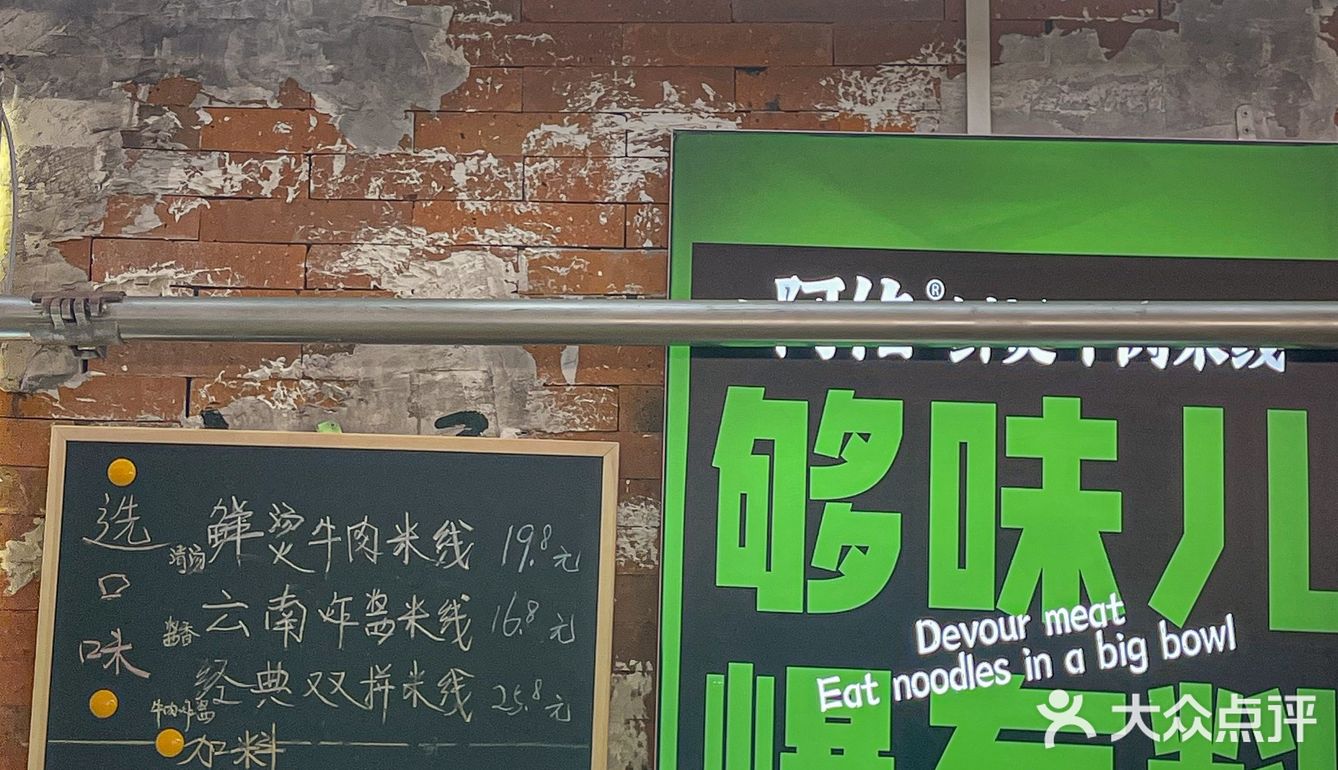 选口味
清汤 鲜烫牛肉米线 19.8元
酱香 云南炸酱米线 16.8元
牛肉+炸酱 经典双拼米线 25.8元
加料
®
够味儿
Devour meat
Eat noodles in a big bowl
大众点评